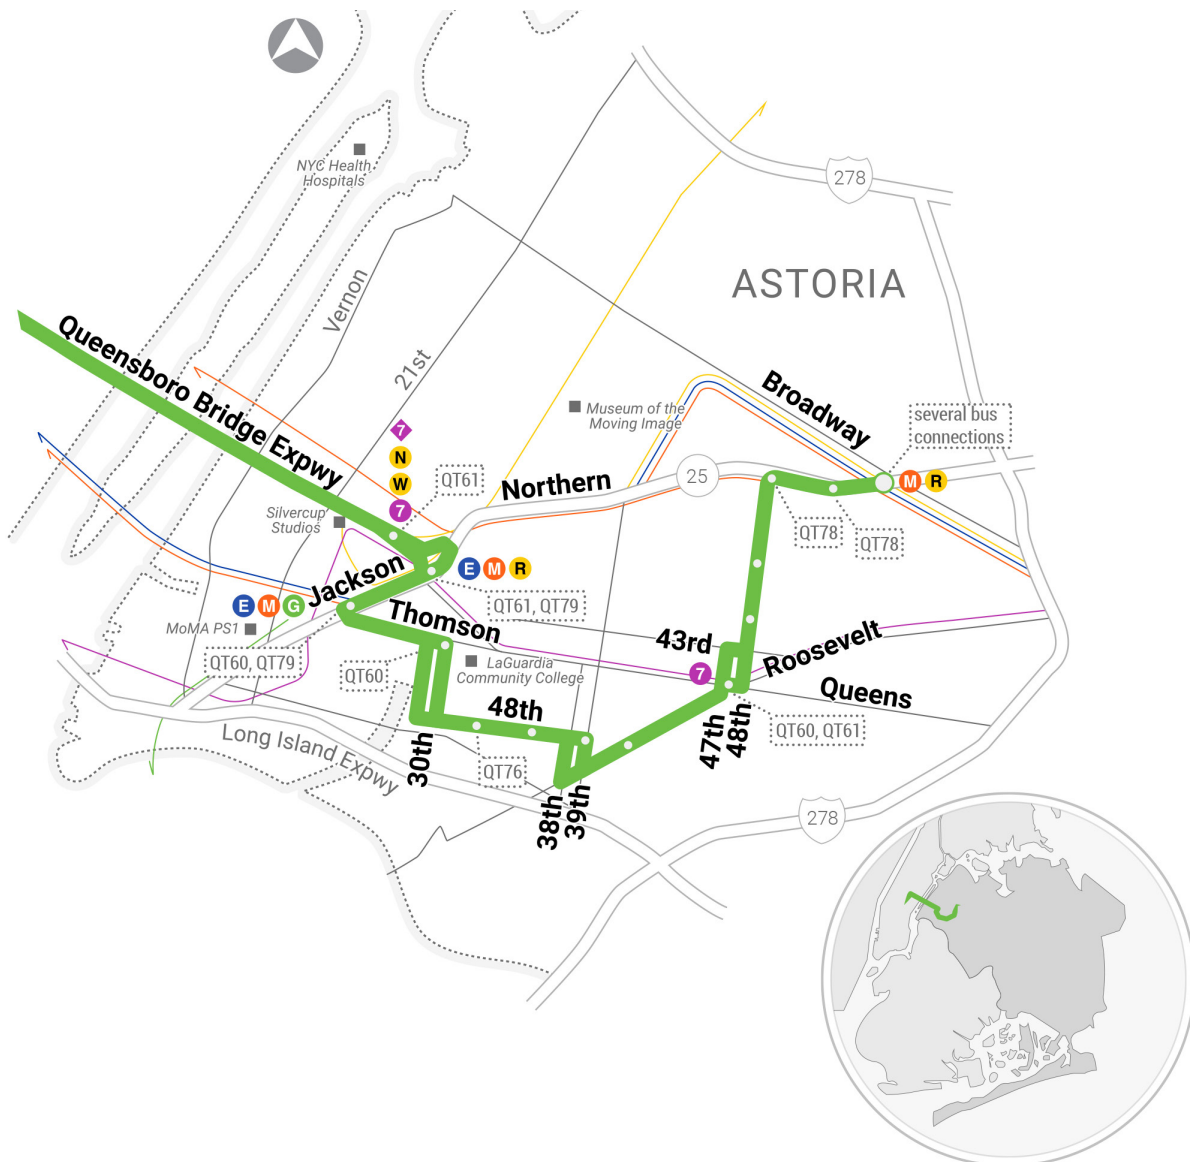 278
NYC Health
Hospitals
ASTORIA
Vernon
Queensboro Bridge Expwy
21st
Broadway
Museum of the
Moving Image
several bus
connections
7
N
W
7
QT61
Northern
25
M R
Silvercup
Studios
QT78
QT78
E M R
Jackson
E M G
QT61, QT79
Thomson
MoMA PS1
43rd
Roosevelt
QT60, QT79
QT60
LaGuardia
Community College
7
Queens
48th
47th
48th
QT60, QT61
Long Island Expwy
30th
QT76
38th
39th
278